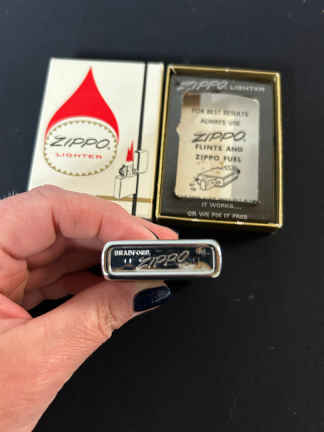 ZIPPO
LIGHTER
ZIPPO LIGHTER
FOR BEST RESULTS
ALWAYS USE
ZIPPO
FLINTS AND
ZIPPO FUEL
IT WORKS...
OR WE FIX IT FREE
BRADFORD,
ZIPPO